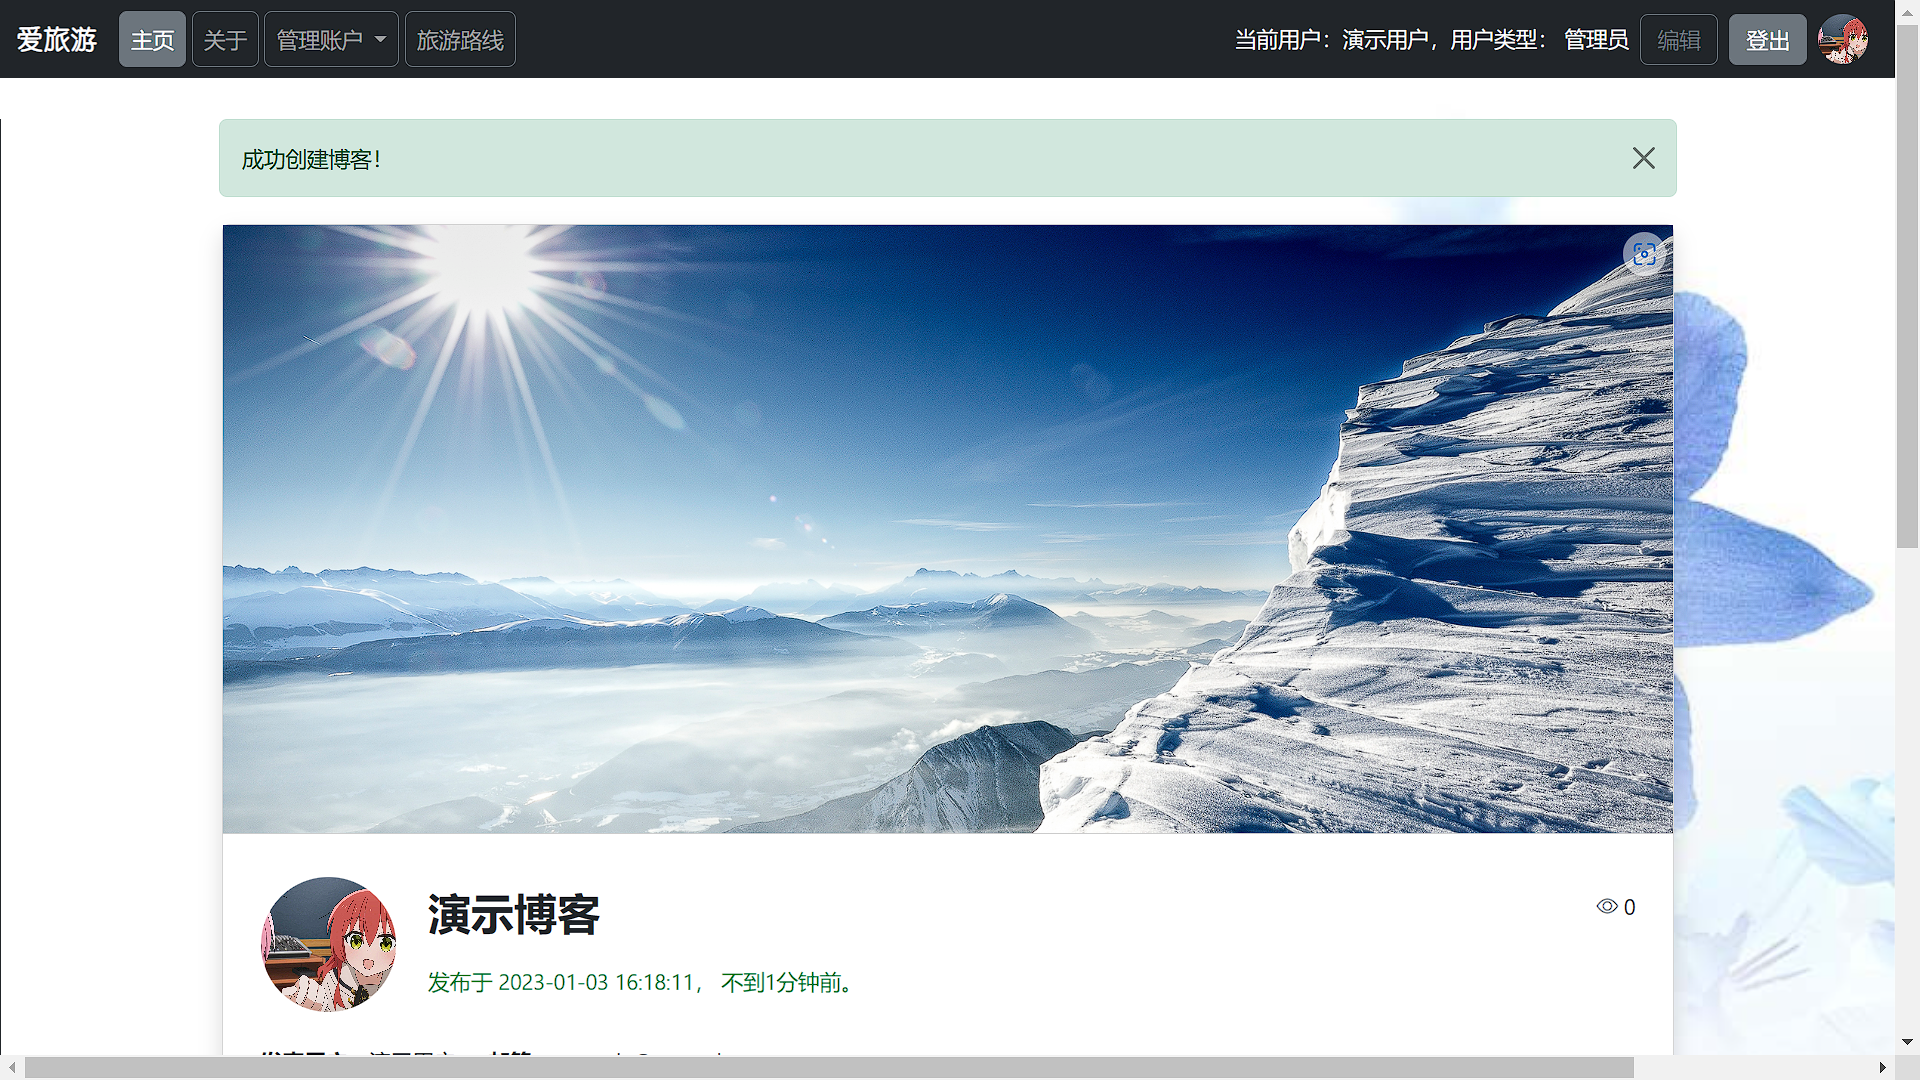 爱旅游 主页 关于 管理账户 旅游路线 当前用户：演示用户，用户类型： 管理员 编辑 登出
成功创建博客！
演示博客
0
发布于 2023-01-03 16:18:11， 不到1分钟前。